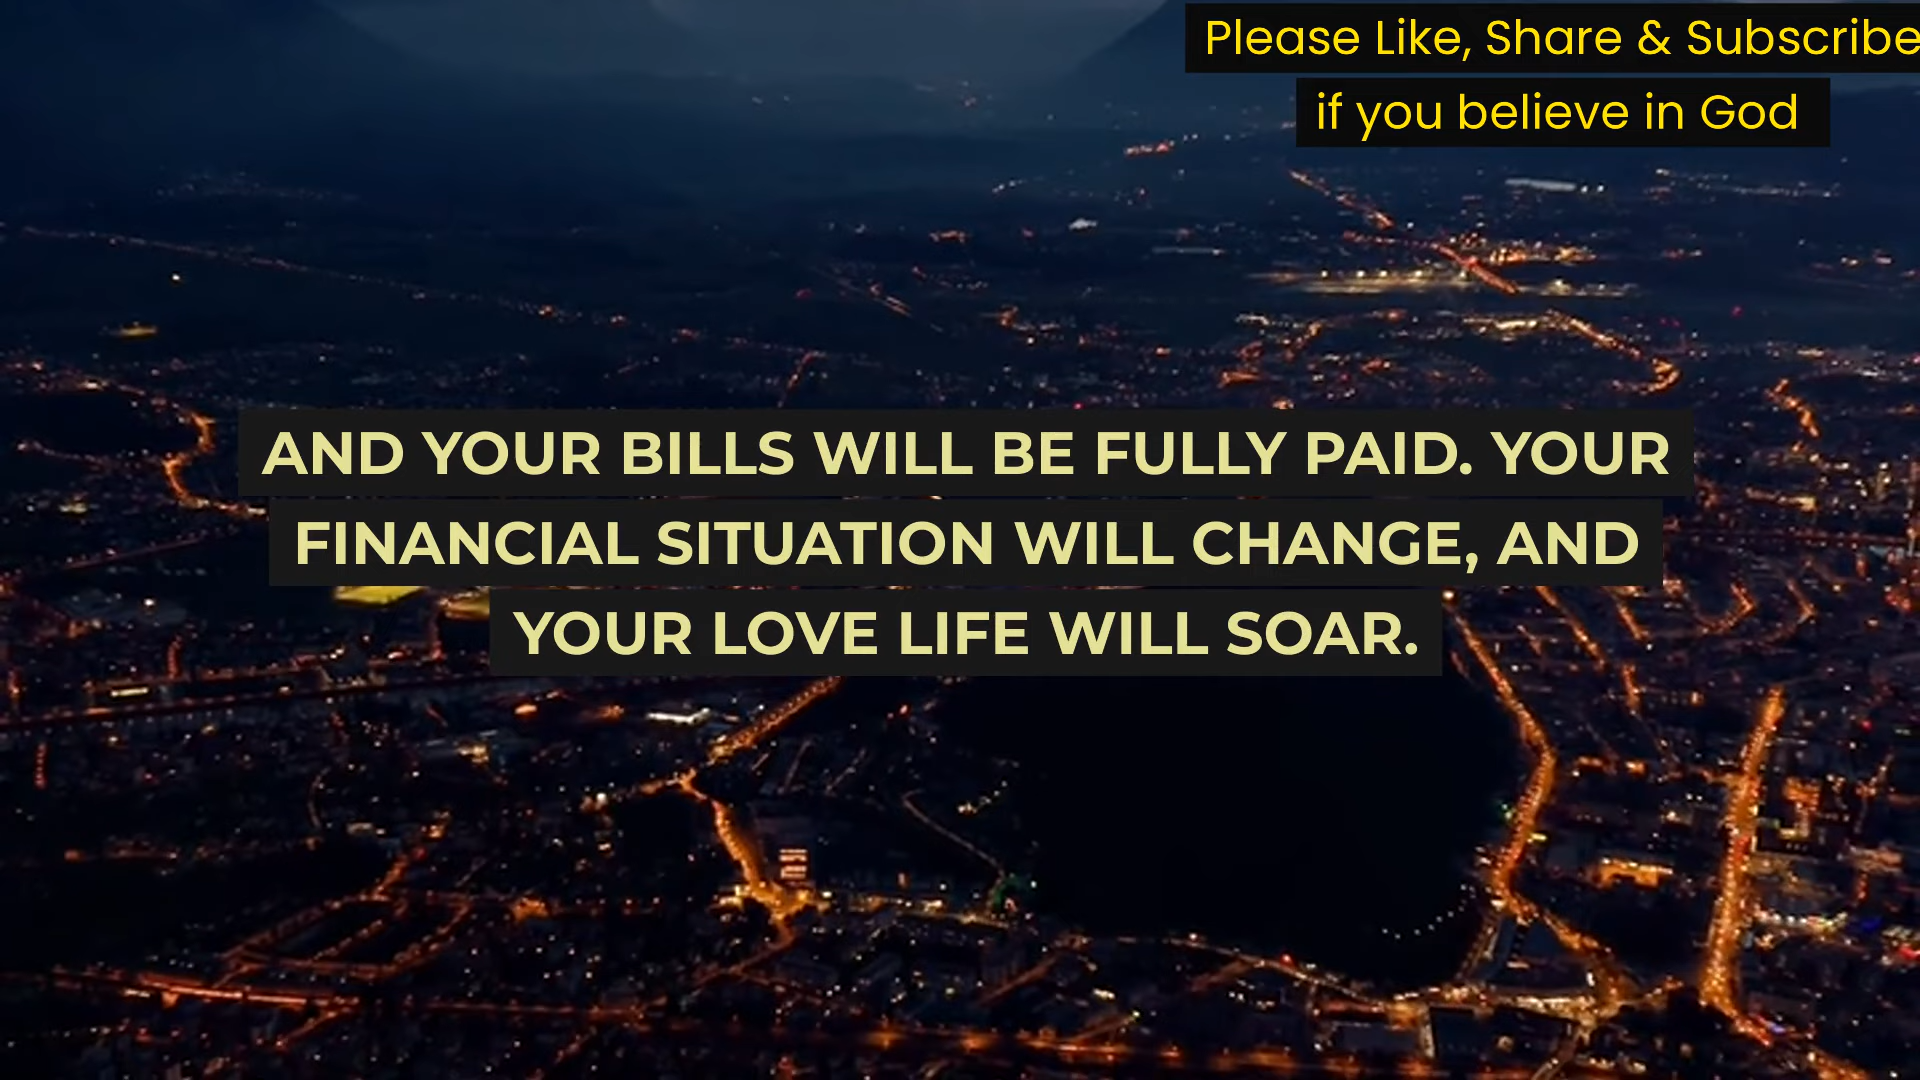 Please Like, Share & Subscribe
if you believe in God
AND YOUR BILLS WILL BE FULLY PAID. YOUR
FINANCIAL SITUATION WILL CHANGE, AND
YOUR LOVE LIFE WILL SOAR.